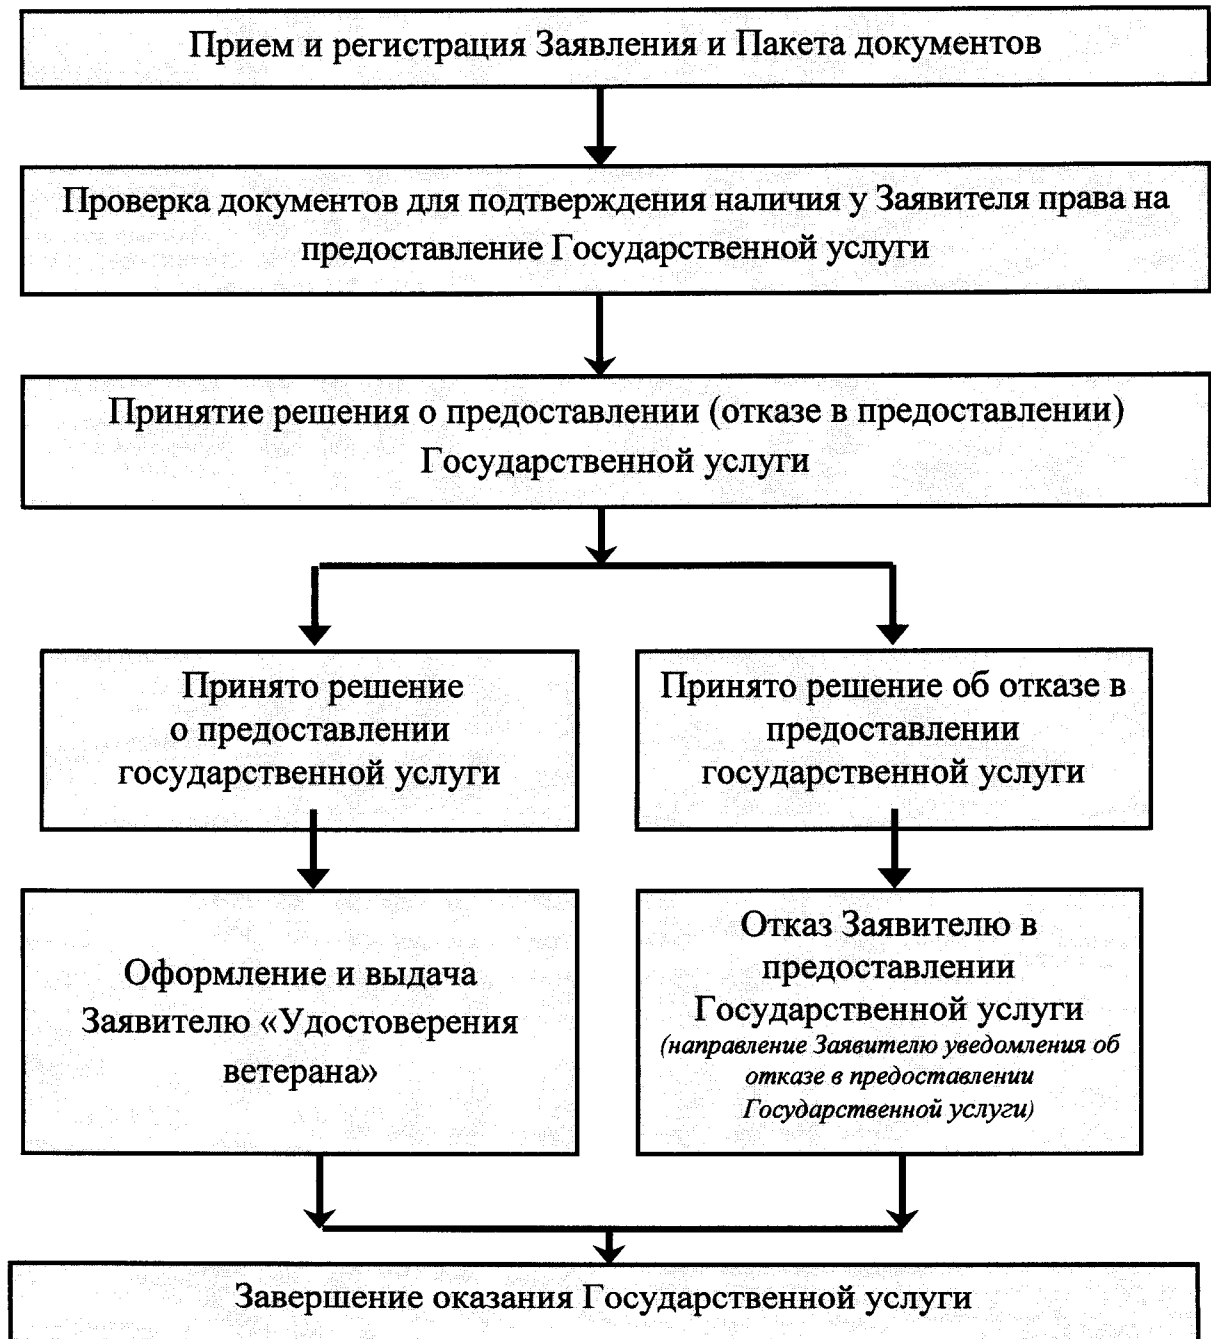 Прием и регистрация Заявления и Пакета документов
Проверка документов для подтверждения наличия у Заявителя права на
предоставление Государственной услуги
Принятие решения о предоставлении (отказе в предоставлении)
Государственной услуги
Принято решение
о предоставлении
государственной услуги
Принято решение об отказе в
предоставлении
государственной услуги
Оформление и выдача
Заявителю «Удостоверения
ветерана»
Отказ Заявителю в
предоставлении
Государственной услуги
(направление Заявителю уведомления об
отказе в предоставлении
Государственной услуги)
Завершение оказания Государственной услуги